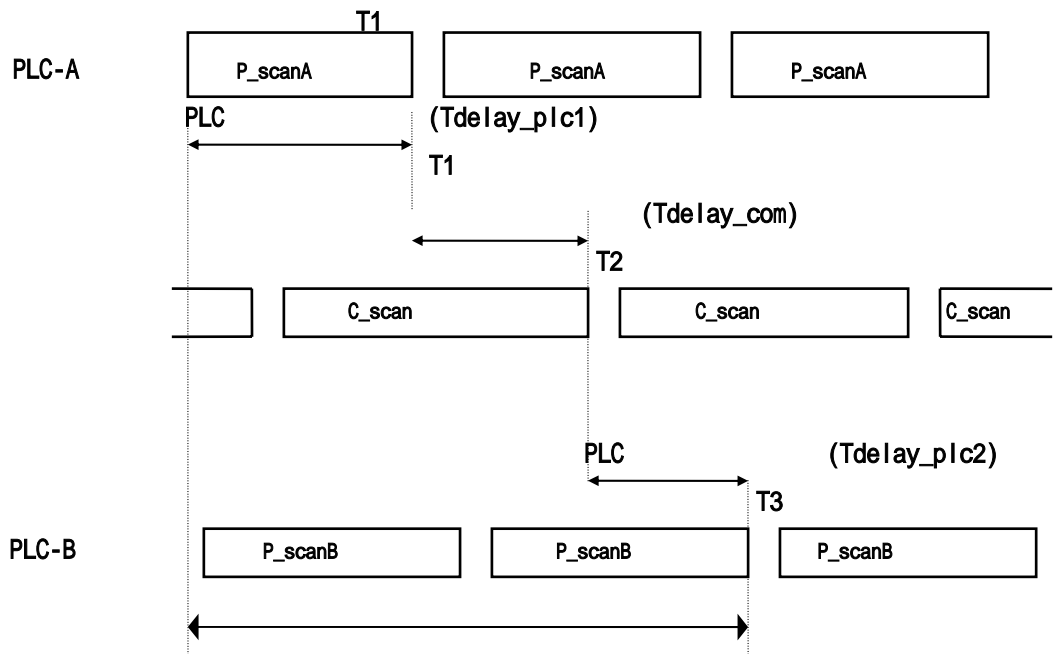 T1
PLC-A P_scanA P_scanA P_scanA
PLC (Tdelay_plc1)
T1
(Tdelay_com)
T2
C_scan C_scan C_scan
PLC (Tdelay_plc2)
T3
PLC-B P_scanB P_scanB P_scanB